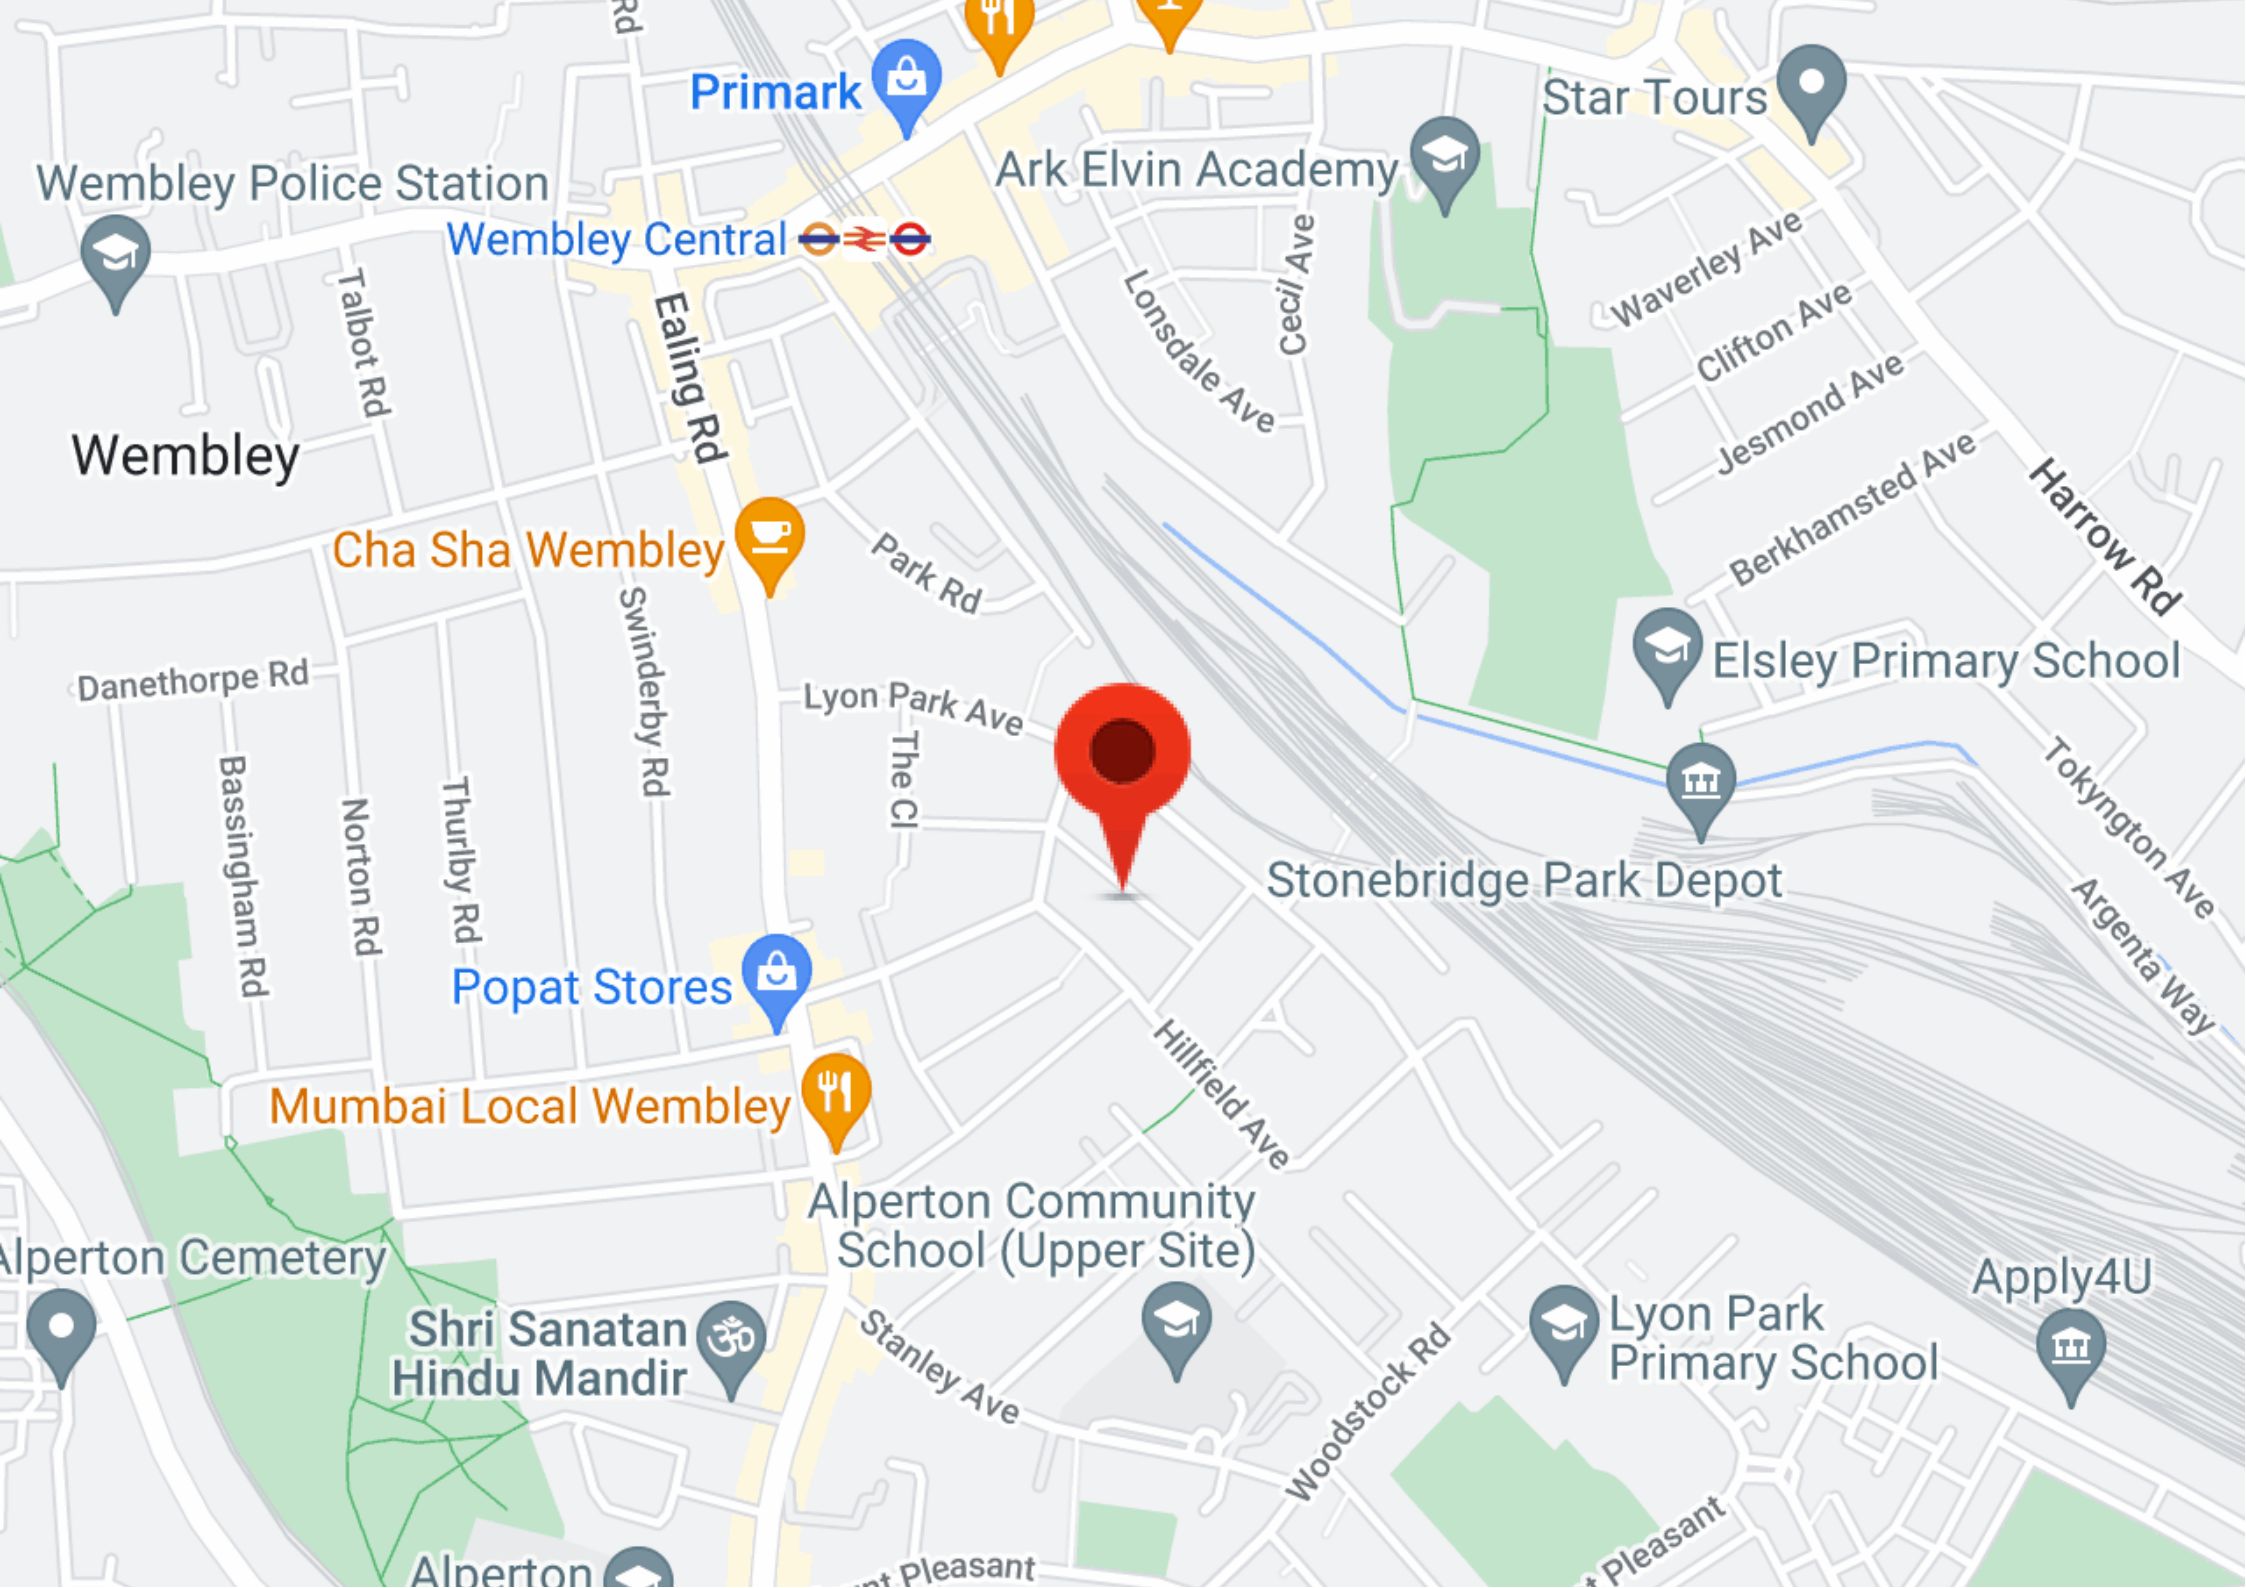 Rd
Primark
Star Tours
Ark Elvin Academy
Wembley Police Station
Wembley Central
Waverley Ave
Cecil Ave
Talbot Rd
Ealing Rd
Lonsdale Ave
Clifton Ave
Jesmond Ave
Wembley
Berkhamsted Ave
Harrow Rd
Cha Sha Wembley
Park Rd
Swinderby Rd
Elsley Primary School
Danethorpe Rd
Lyon Park Ave
The Cl
Bassingham Rd
Norton Rd
Thurlby Rd
Tokyngton Ave
Stonebridge Park Depot
Argenta Way
Popat Stores
Hillfield Ave
Mumbai Local Wembley
Alperton Community
School (Upper Site)
Alperton Cemetery
Apply4U
Shri Sanatan
Hindu Mandir
Stanley Ave
Lyon Park
Primary School
Woodstock Rd
Alperton
nt Pleasant
t Pleasant